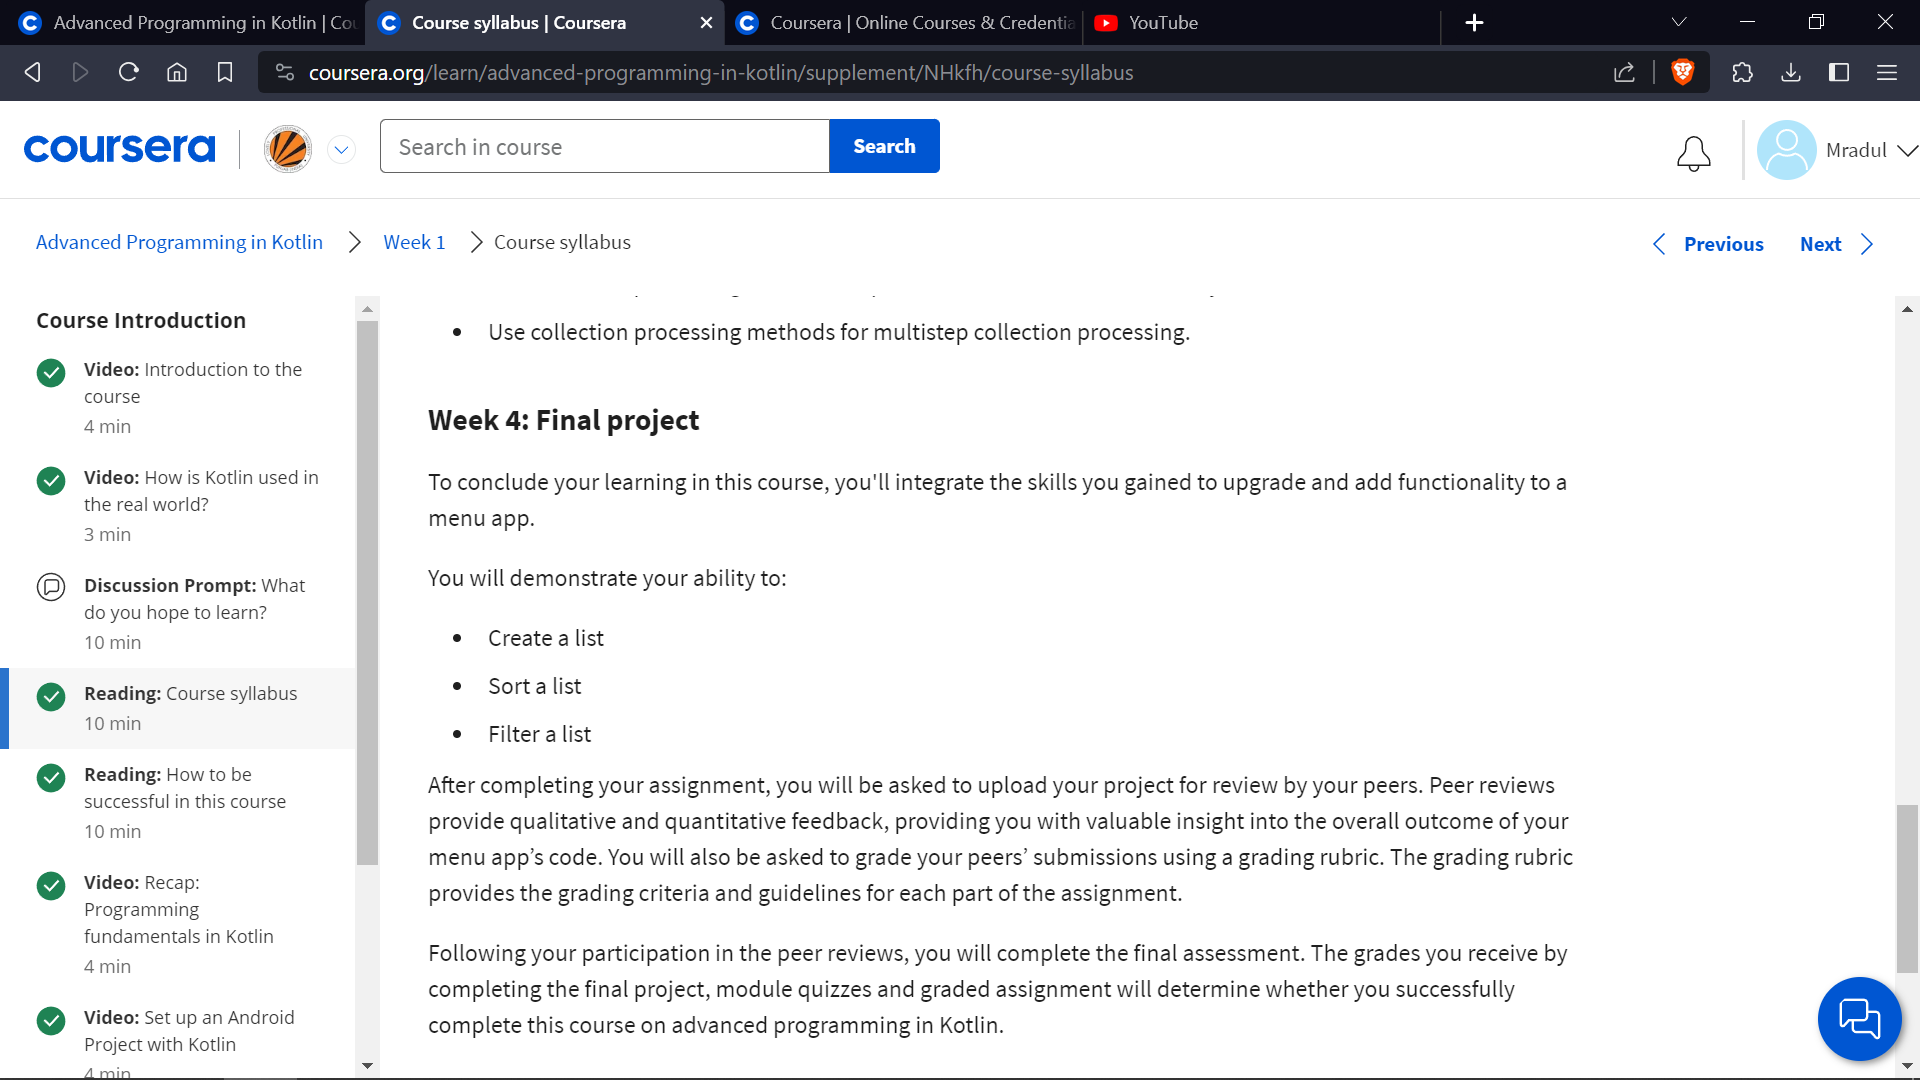 Advanced Programming in Kotlin | Cou
Course syllabus | Coursera
Coursera | Online Courses & Credentia
YouTube
coursera.org/learn/advanced-programming-in-kotlin/supplement/NHkfh/course-syllabus
coursera
Search in course
Search
Mradul
Advanced Programming in Kotlin
Week 1
Course syllabus
Previous
Next
Course Introduction
Video: Introduction to the
course
4 min
Video: How is Kotlin used in
the real world?
3 min
Discussion Prompt: What
do you hope to learn?
10 min
Reading: Course syllabus
10 min
Reading: How to be
successful in this course
10 min
Video: Recap:
Programming
fundamentals in Kotlin
4 min
Video: Set up an Android
Project with Kotlin
4 min
• Use collection processing methods for multistep collection processing.
Week 4: Final project
To conclude your learning in this course, you'll integrate the skills you gained to upgrade and add functionality to a
menu app.
You will demonstrate your ability to:
• Create a list
• Sort a list
• Filter a list
After completing your assignment, you will be asked to upload your project for review by your peers. Peer reviews
provide qualitative and quantitative feedback, providing you with valuable insight into the overall outcome of your
menu app’s code. You will also be asked to grade your peers’ submissions using a grading rubric. The grading rubric
provides the grading criteria and guidelines for each part of the assignment.
Following your participation in the peer reviews, you will complete the final assessment. The grades you receive by
completing the final project, module quizzes and graded assignment will determine whether you successfully
complete this course on advanced programming in Kotlin.